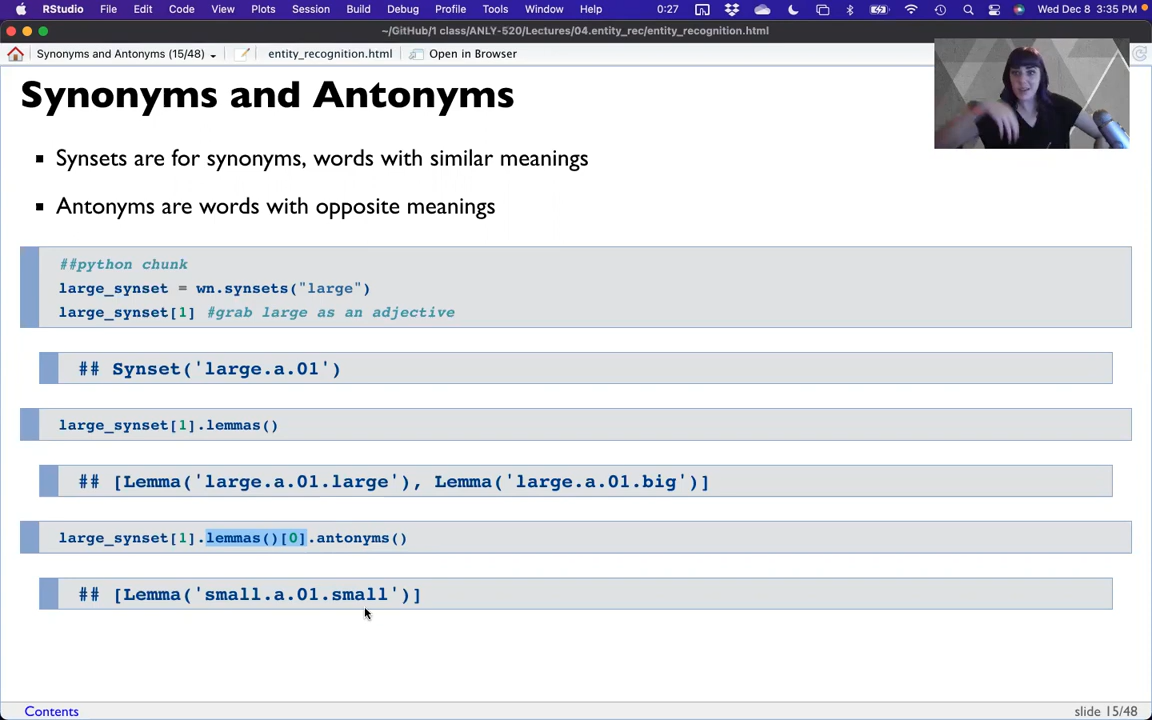 RStudio File Edit Code View Plots Session Build Debug Profile Tools Window Help 0:27 Wed Dec 8 3:35 PM
~/GitHub/1 class/ANLY-520/Lectures/04.entity_rec/entity_recognition.html
Synonyms and Antonyms (15/48) entity_recognition.html Open in Browser
Synonyms and Antonyms
Synsets are for synonyms, words with similar meanings
Antonyms are words with opposite meanings
##python chunk
large_synset = wn.synsets("large")
large_synset[1] #grab large as an adjective
## Synset('large.a.01')
large_synset[1].lemmas()
## [Lemma('large.a.01.large'), Lemma('large.a.01.big')]
large_synset[1].lemmas()[0].antonyms()
## [Lemma('small.a.01.small')]
Contents slide 15/48